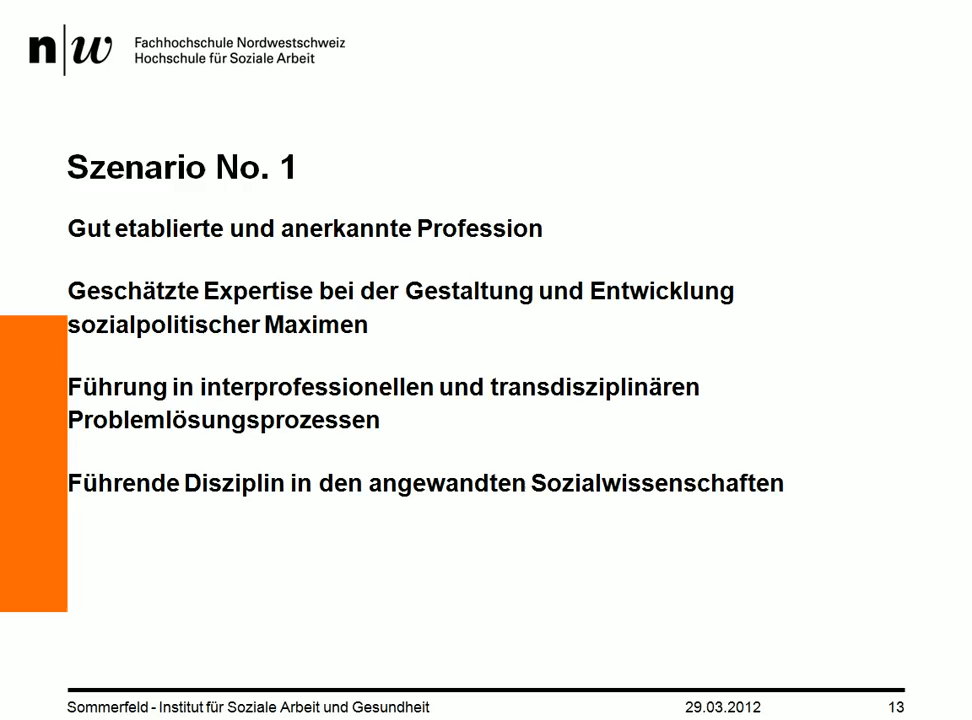 n|w
Fachhochschule Nordwestschweiz
Hochschule für Soziale Arbeit
Szenario No. 1
Gut etablierte und anerkannte Profession
Geschätzte Expertise bei der Gestaltung und Entwicklung
sozialpolitischer Maximen
Führung in interprofessionellen und transdisziplinären
Problemlösungsprozessen
Führende Disziplin in den angewandten Sozialwissenschaften
Sommerfeld - Institut für Soziale Arbeit und Gesundheit 29.03.2012 13